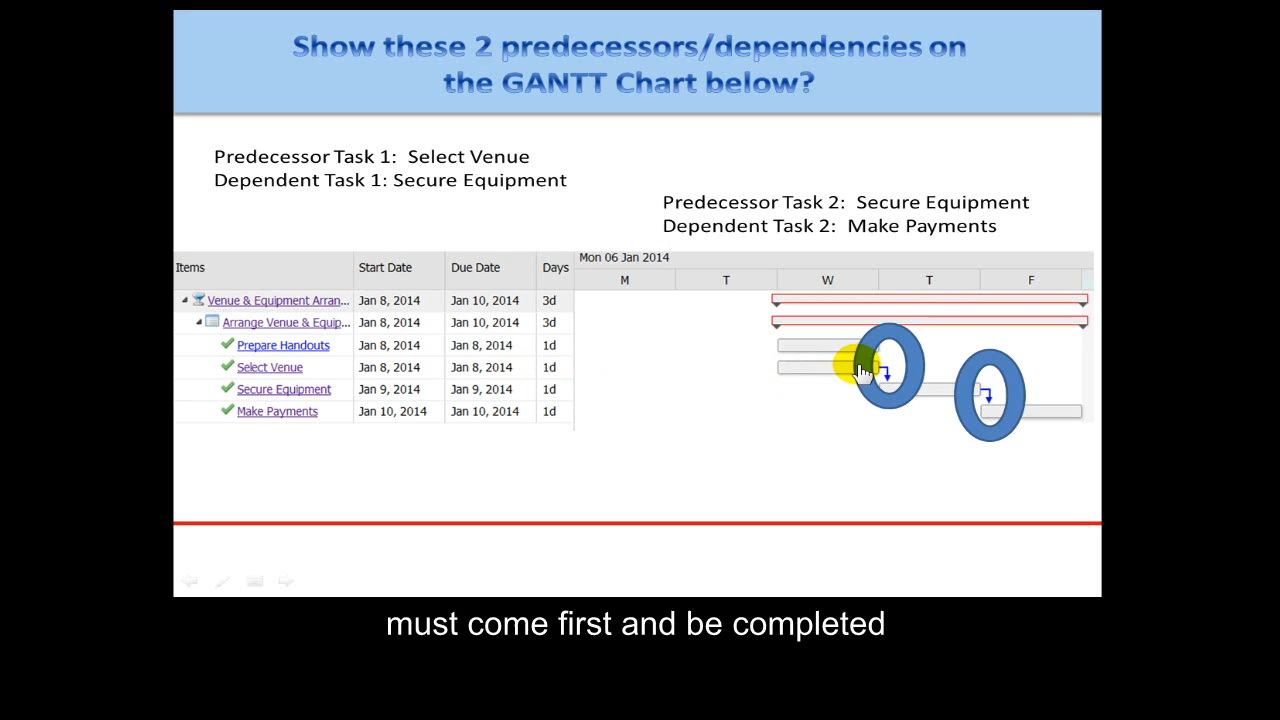 Show these 2 predecessors/dependencies on
the GANTT Chart below?
Predecessor Task 1: Select Venue
Dependent Task 1: Secure Equipment
Predecessor Task 2: Secure Equipment
Dependent Task 2: Make Payments
Mon 06 Jan 2014
Items Start Date Due Date Days M T W T F
Venue & Equipment Arran... Jan 8, 2014 Jan 10, 2014 3d
Arrange Venue & Equip... Jan 8, 2014 Jan 10, 2014 3d
Prepare Handouts Jan 8, 2014 Jan 8, 2014 1d
Select Venue Jan 8, 2014 Jan 8, 2014 1d
Secure Equipment Jan 9, 2014 Jan 9, 2014 1d
Make Payments Jan 10, 2014 Jan 10, 2014 1d
must come first and be completed